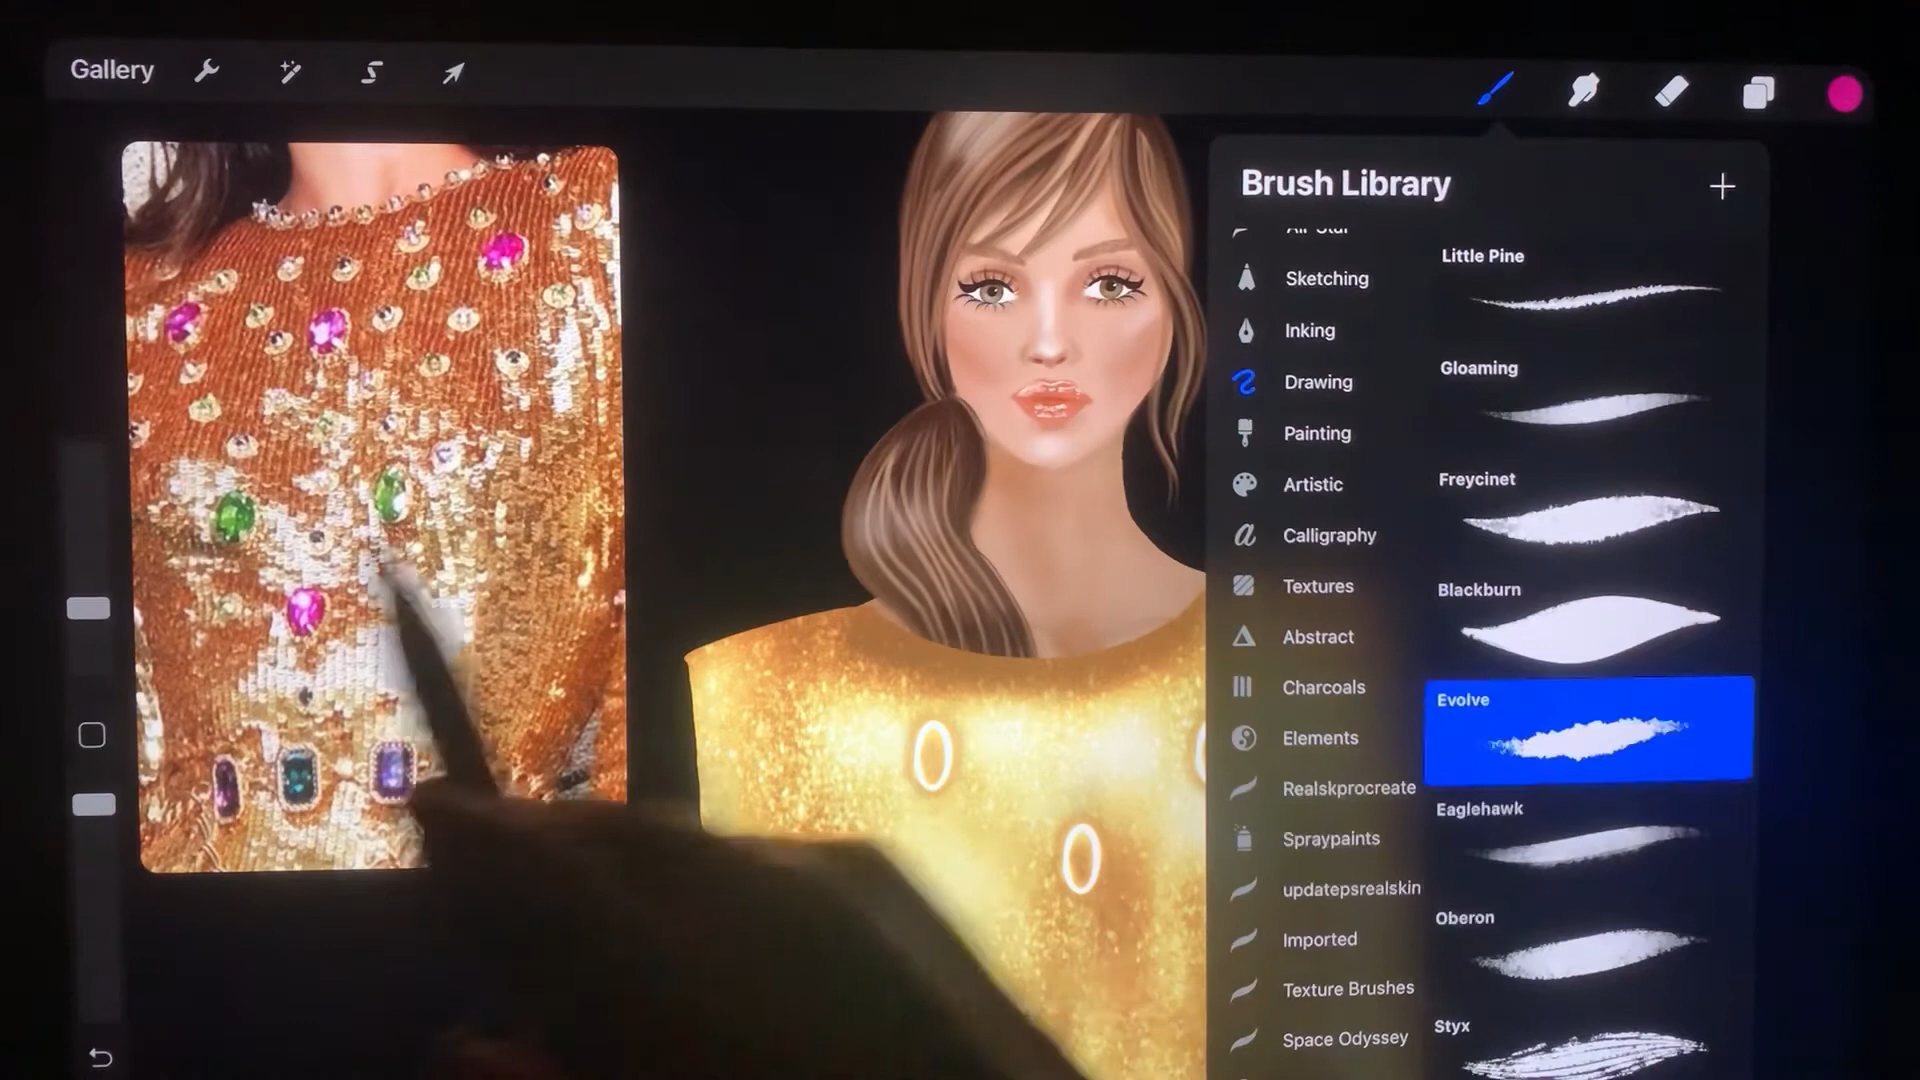 Gallery
Brush Library
Sketching
Inking
Drawing
Painting
Artistic
Calligraphy
Textures
Abstract
Charcoals
Elements
Realskprocreate
Spraypaints
updatepsrealskin
Imported
Texture Brushes
Space Odyssey
Little Pine
Gloaming
Freycinet
Blackburn
Evolve
Eaglehawk
Oberon
Styx